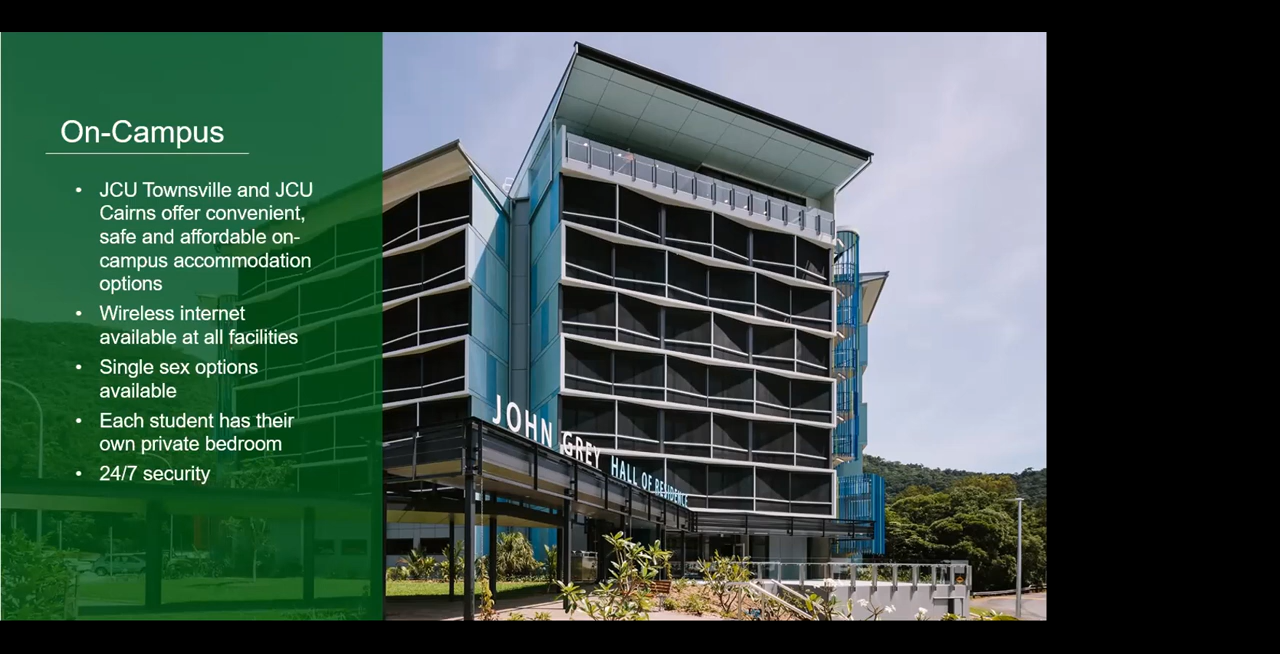 On-Campus
• JCU Townsville and JCU
Cairns offer convenient,
safe and affordable on-
campus accommodation
options
• Wireless internet
available at all facilities
• Single sex options
available
• Each student has their
own private bedroom
• 24/7 security
JOHN GREY HALL OF RESIDENCE